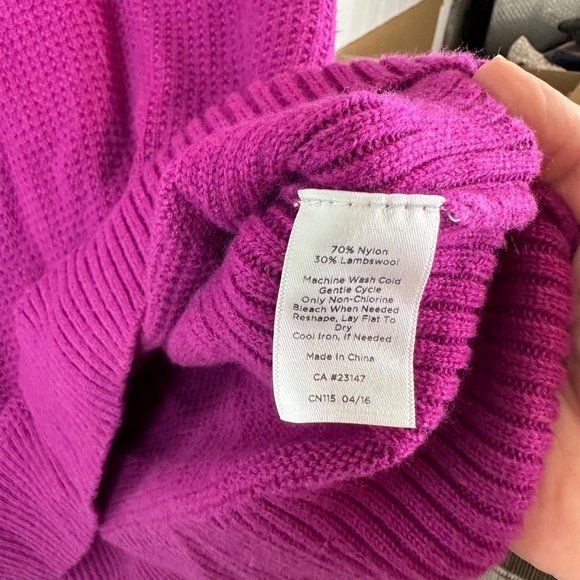 70% Nylon
30% Lambswool
Machine Wash Cold
Gentle Cycle
Only Non-Chlorine
Bleach When Needed
Reshape, Lay Flat To
Dry
Cool Iron, If Needed
Made In China
CA #23147
CN115 04/16